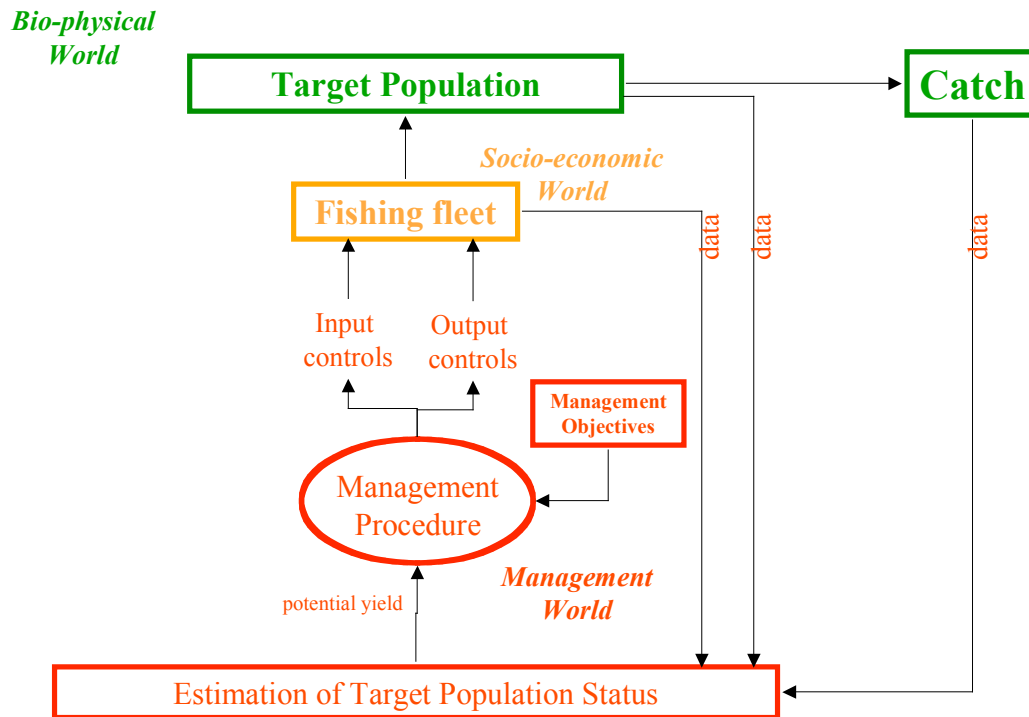 Bio-physical
World
Target Population
Catch
Socio-economic
World
Fishing fleet
data
data
data
Input
controls
Output
controls
Management
Objectives
Management
Procedure
Management
World
potential yield
Estimation of Target Population Status